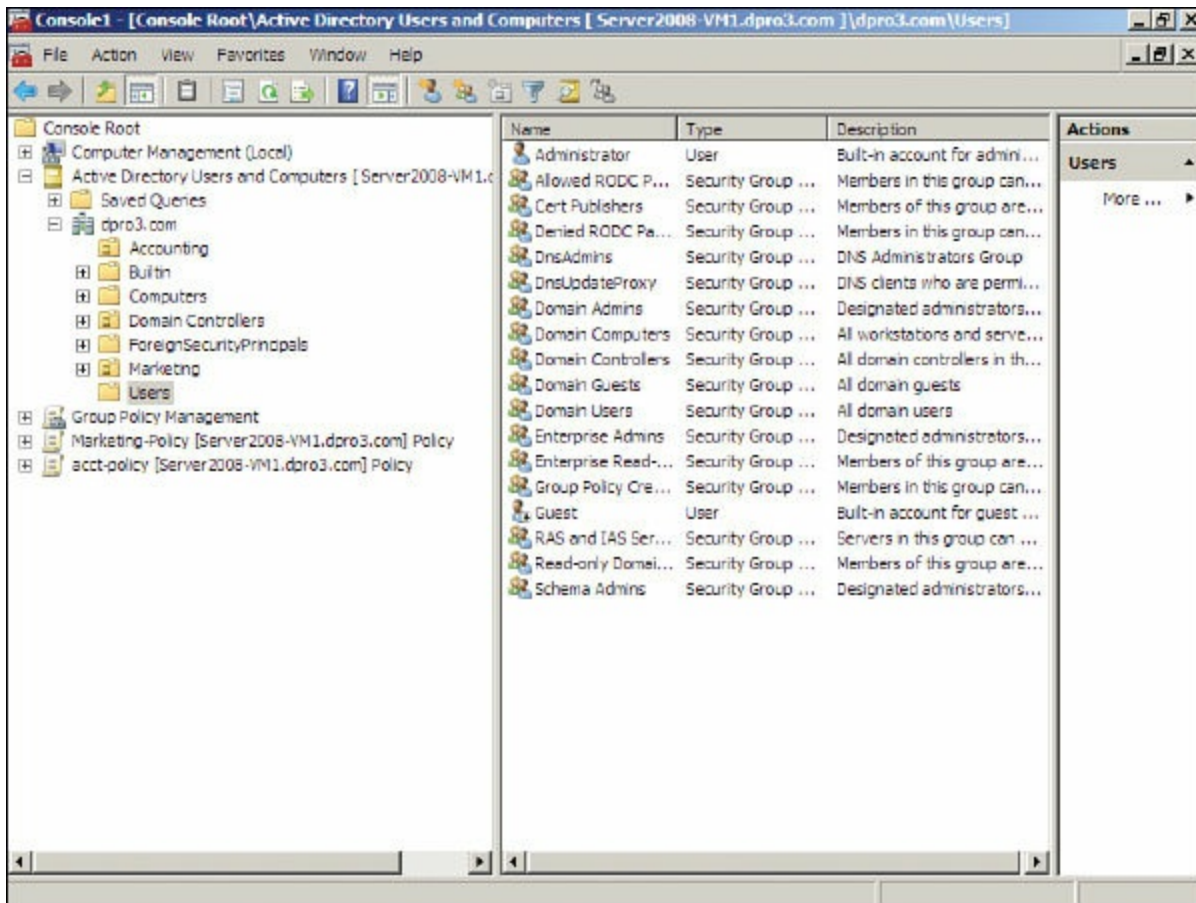 Console1 - [Console Root\Active Directory Users and Computers [ Server2008-VM1.dpro3.com ]\dpro3.com\Users]
File Action View Favorites Window Help
Console Root
Computer Management (Local)
Active Directory Users and Computers [ Server2008-VM1.c
Saved Queries
dpro3.com
Accounting
Builtin
Computers
Domain Controllers
ForeignSecurityPrincipals
Marketing
Users
Group Policy Management
Marketing-Policy [Server2008-VM1.dpro3.com] Policy
acct-policy [Server2008-VM1.dpro3.com] Policy
Name Type Description
Administrator User Built-in account for admini...
Allowed RODC P... Security Group ... Members in this group can...
Cert Publishers Security Group ... Members of this group are...
Denied RODC Pa... Security Group ... Members in this group can...
DnsAdmins Security Group ... DNS Administrators Group
DnsUpdateProxy Security Group ... DNS clients who are permi...
Domain Admins Security Group ... Designated administrators...
Domain Computers Security Group ... All workstations and serve...
Domain Controllers Security Group ... All domain controllers in th...
Domain Guests Security Group ... All domain guests
Domain Users Security Group ... All domain users
Enterprise Admins Security Group ... Designated administrators...
Enterprise Read-... Security Group ... Members of this group are...
Group Policy Cre... Security Group ... Members in this group can...
Guest User Built-in account for guest ...
RAS and IAS Ser... Security Group ... Servers in this group can ...
Read-only Domai... Security Group ... Members of this group are...
Schema Admins Security Group ... Designated administrators...
Actions
Users
More ...